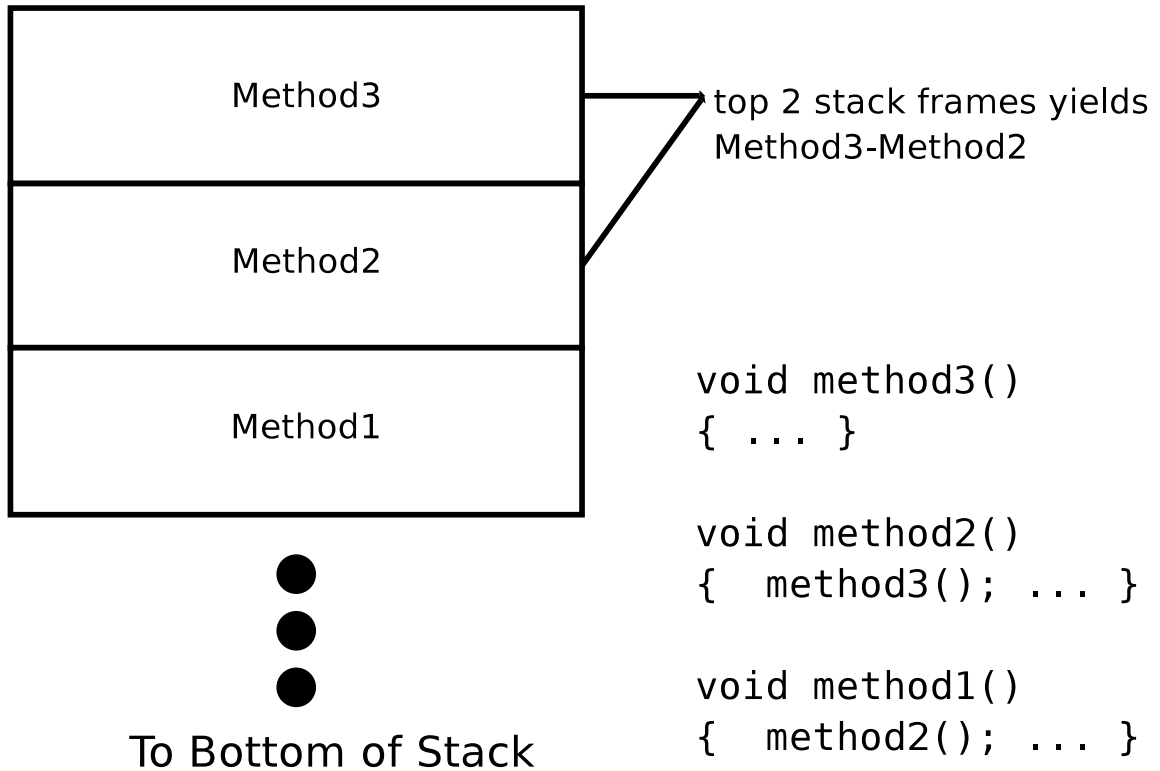 Method3
top 2 stack frames yields
Method3-Method2
Method2
Method1
void method3()
{ ... }
void method2()
{  method3(); ... }
void method1()
{  method2(); ... }
To Bottom of Stack